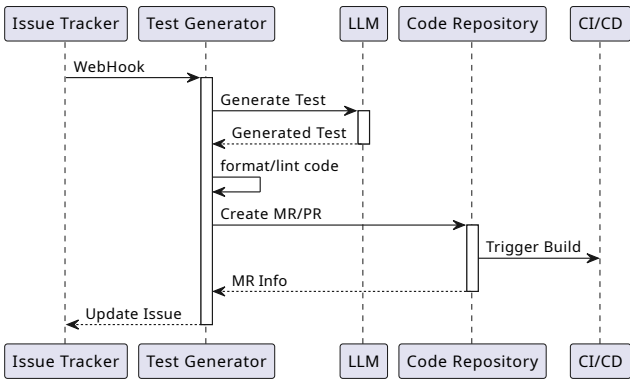 Issue Tracker Test Generator LLM Code Repository CI/CD
WebHook
Generate Test
Generated Test
format/lint code
Create MR/PR
Trigger Build
MR Info
Update Issue
Issue Tracker Test Generator LLM Code Repository CI/CD